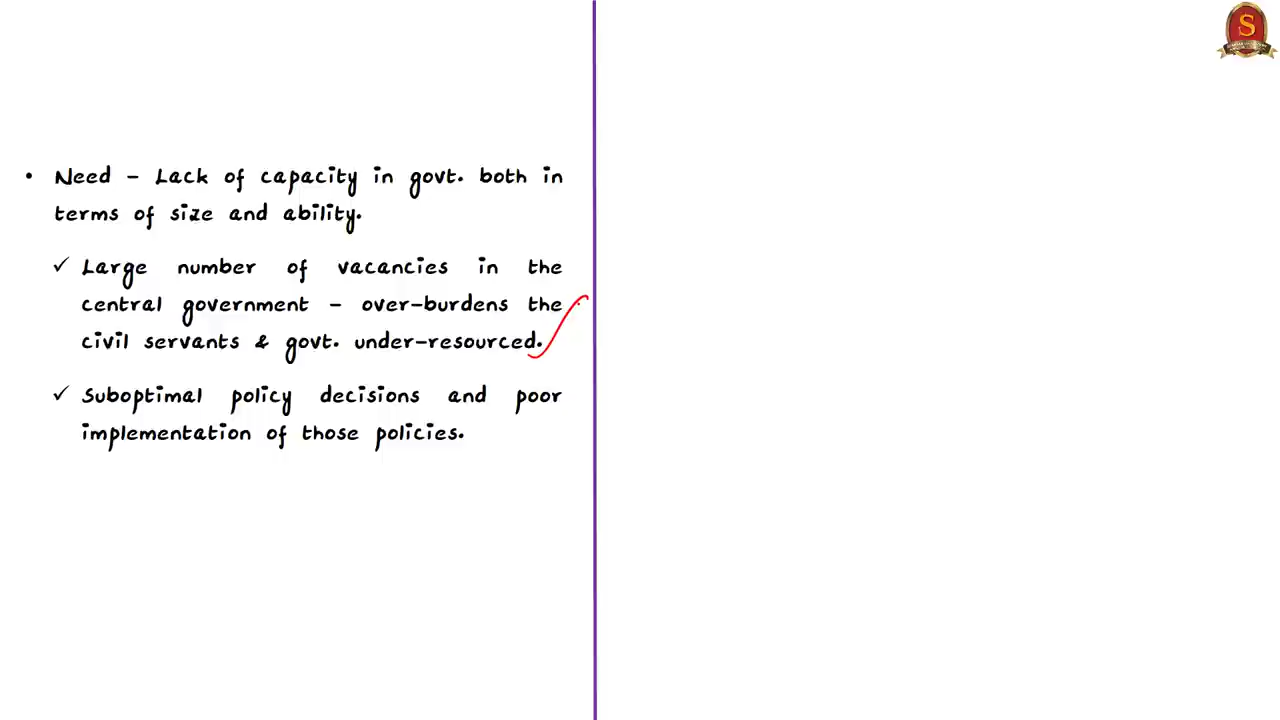 • Need - Lack of capacity in govt. both in
terms of size and ability.
✓ Large number of vacancies in the
central government - over-burdens the
civil servants & govt. under-resourced.
✓ Suboptimal policy decisions and poor
implementation of those policies.
S